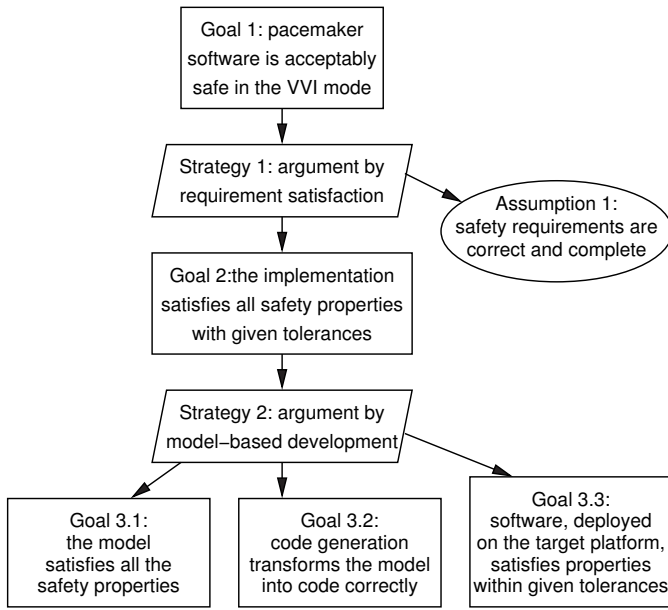 Goal 1: pacemaker
software is acceptably
safe in the VVI mode
Strategy 1: argument by
requirement satisfaction
Assumption 1:
safety requirements are
correct and complete
Goal 2:the implementation
satisfies all safety properties
with given tolerances
Strategy 2: argument by
model−based development
Goal 3.1:
the model
satisfies all the
safety properties
Goal 3.2:
code generation
transforms the model
into code correctly
Goal 3.3:
software, deployed
on the target platform,
satisfies properties
within given tolerances